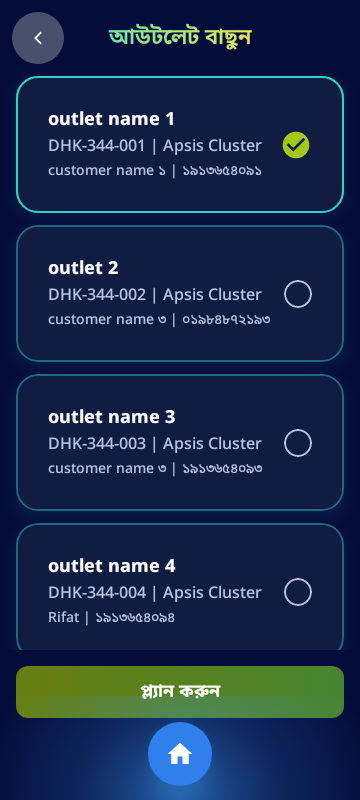 আউটলেট বাছুন
outlet name 1
DHK-344-001 | Apsis Cluster
customer name ১ | ১৯১৩৬৫৪০৯১
outlet 2
DHK-344-002 | Apsis Cluster
customer name ৩ | ০১৯৮৪৮৭২১৯৩
outlet name 3
DHK-344-003 | Apsis Cluster
customer name ৩ | ১৯১৩৬৫৪০৯৩
outlet name 4
DHK-344-004 | Apsis Cluster
Rifat | ১৯১৩৬৫৪০৯৪
প্ল্যান করুন